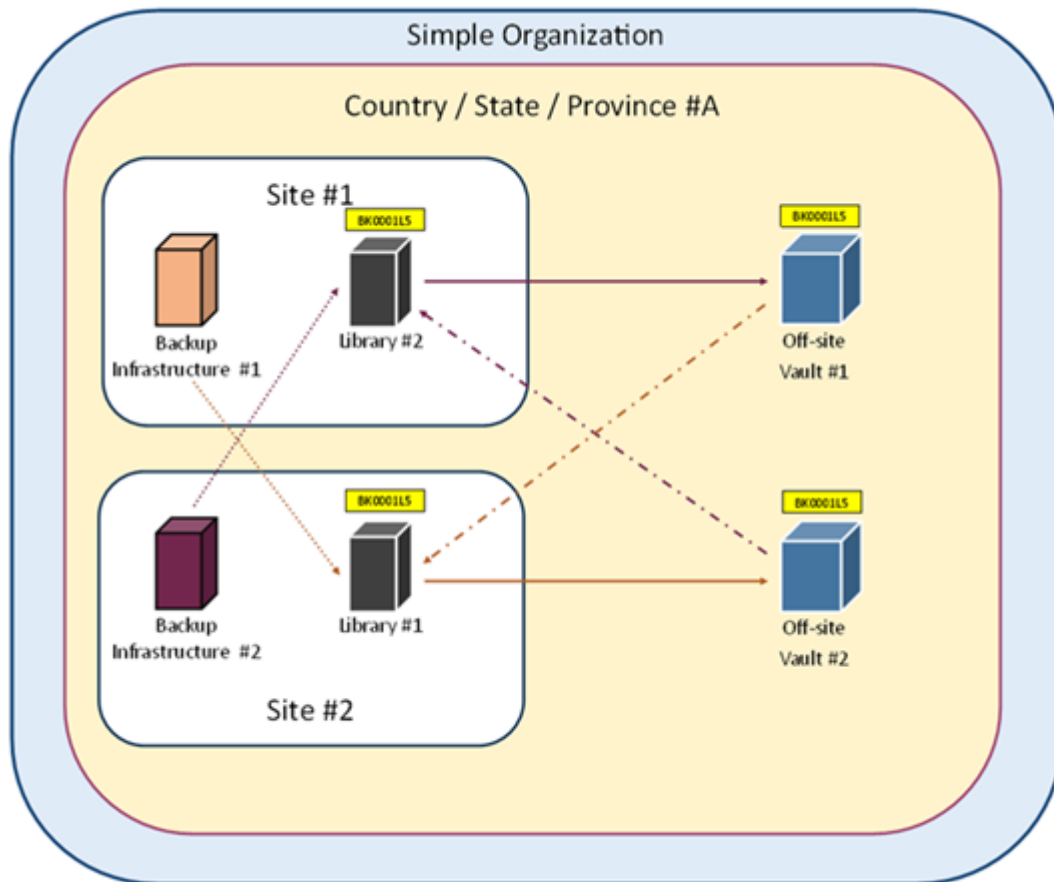 Simple Organization
Country / State / Province #A
Site #1
BK0001L5
BK0001L5
Backup
Infrastructure #1
Library #2
Off-site
Vault #1
BK0001L5
BK0001L5
Backup
Infrastructure #2
Library #1
Off-site
Vault #2
Site #2